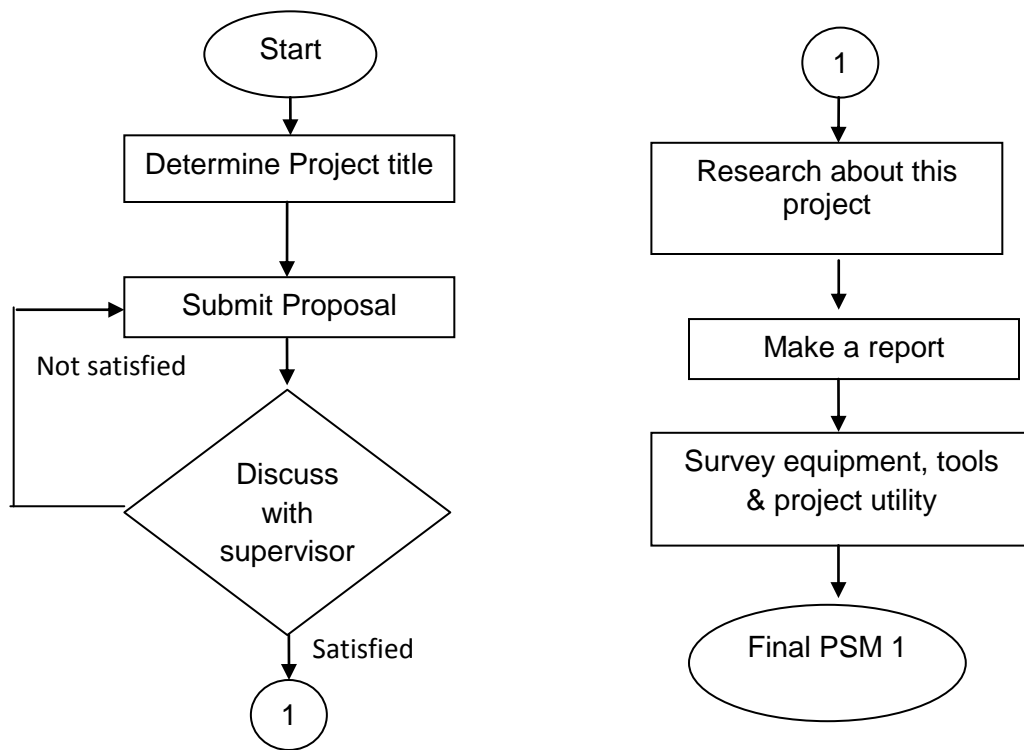 Start
Determine Project title
Submit Proposal
Not satisfied
Discuss
with
supervisor
Satisfied
1
1
Research about this
project
Make a report
Survey equipment, tools
& project utility
Final PSM 1